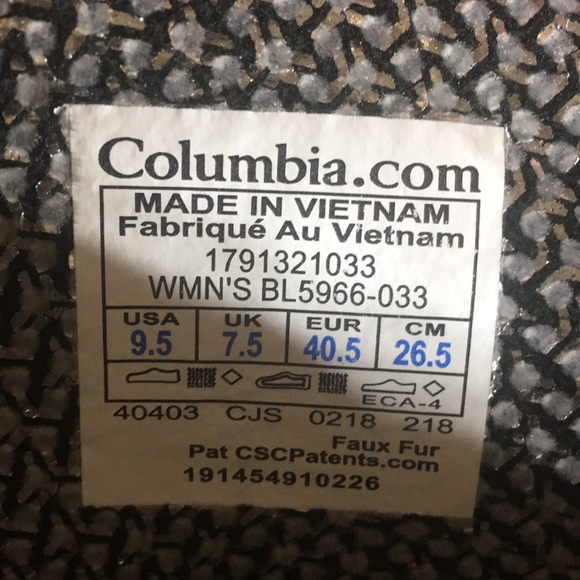 Columbia.com
MADE IN VIETNAM
Fabriqué Au Vietnam
1791321033
WMN'S BL5966-033
USA UK EUR CM
9.5 7.5 40.5 26.5
ECA-4
40403 CJS 0218 218
Faux Fur
Pat CSCPatents.com
191454910226